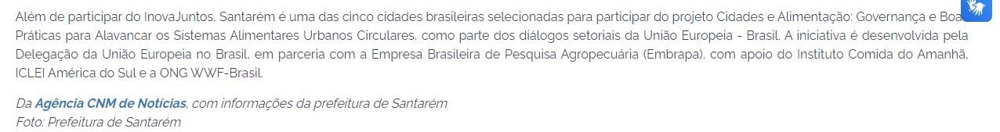 Além de participar do InovaJuntos, Santarém é uma das cinco cidades brasileiras selecionadas para participar do projeto Cidades e Alimentação: Governança e Boa
Práticas para Alavancar os Sistemas Alimentares Urbanos Circulares, como parte dos diálogos setoriais da União Europeia - Brasil. A iniciativa é desenvolvida pela
Delegação da União Europeia no Brasil, em parceria com a Empresa Brasileira de Pesquisa Agropecuária (Embrapa), com apoio do Instituto Comida do Amanhã,
ICLEI América do Sul e a ONG WWF-Brasil.
Da Agência CNM de Notícias, com informações da prefeitura de Santarém
Foto: Prefeitura de Santarém